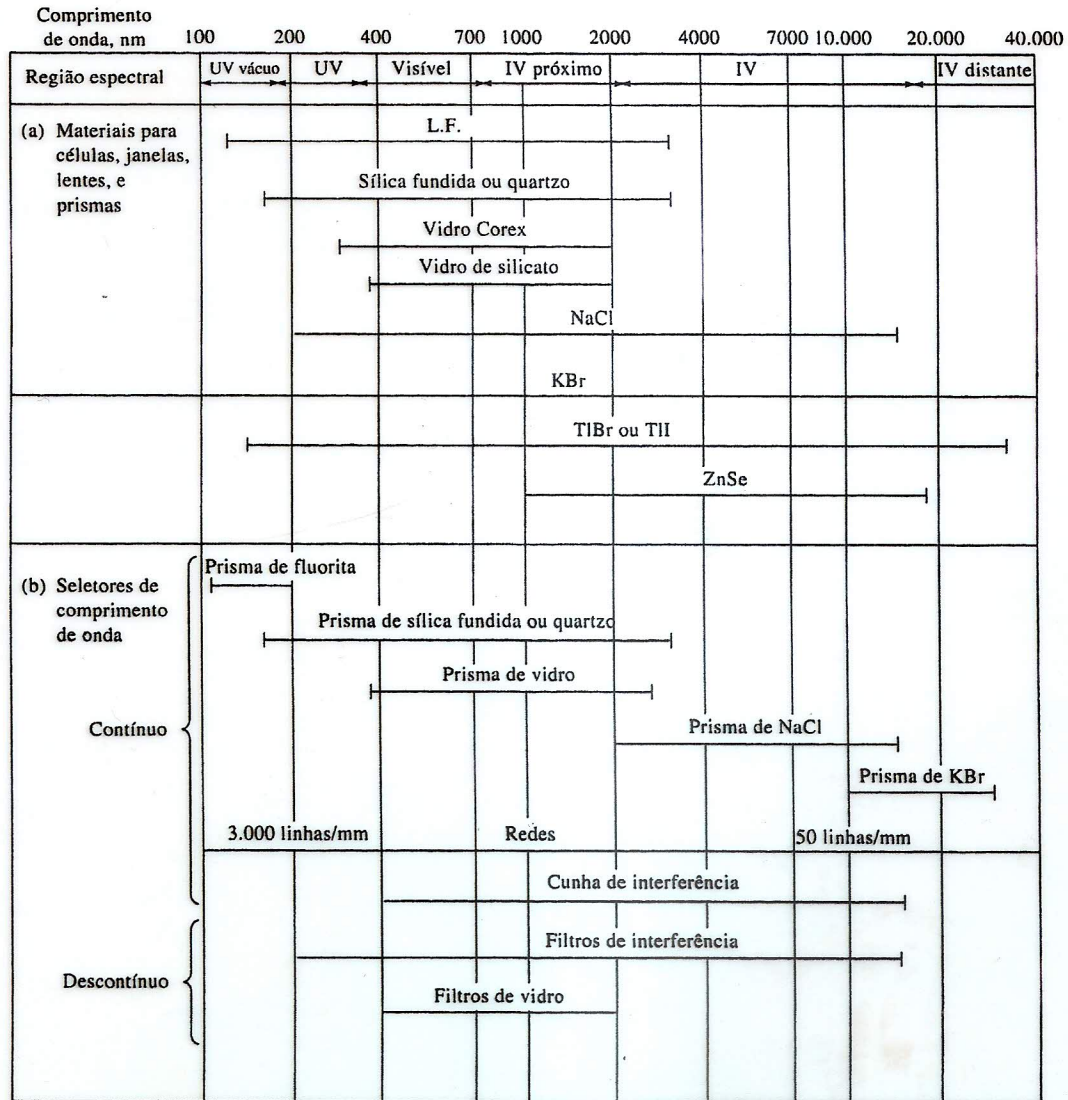 Comprimento
de onda, nm 100 200 400 700 1000 2000 4000 7000 10.000 20.000 40.000
Região espectral UV vácuo UV Visível IV próximo IV IV distante
(a) Materiais para
células, janelas,
lentes, e
prismas
L.F.
Sílica fundida ou quartzo
Vidro Corex
Vidro de silicato
NaCl
KBr
TlBr ou TlI
ZnSe
(b) Seletores de
comprimento
de onda
Prisma de fluorita
Prisma de sílica fundida ou quartzo
Prisma de vidro
Contínuo
Prisma de NaCl
Prisma de KBr
3.000 linhas/mm Redes 50 linhas/mm
Cunha de interferência
Filtros de interferência
Descontínuo
Filtros de vidro